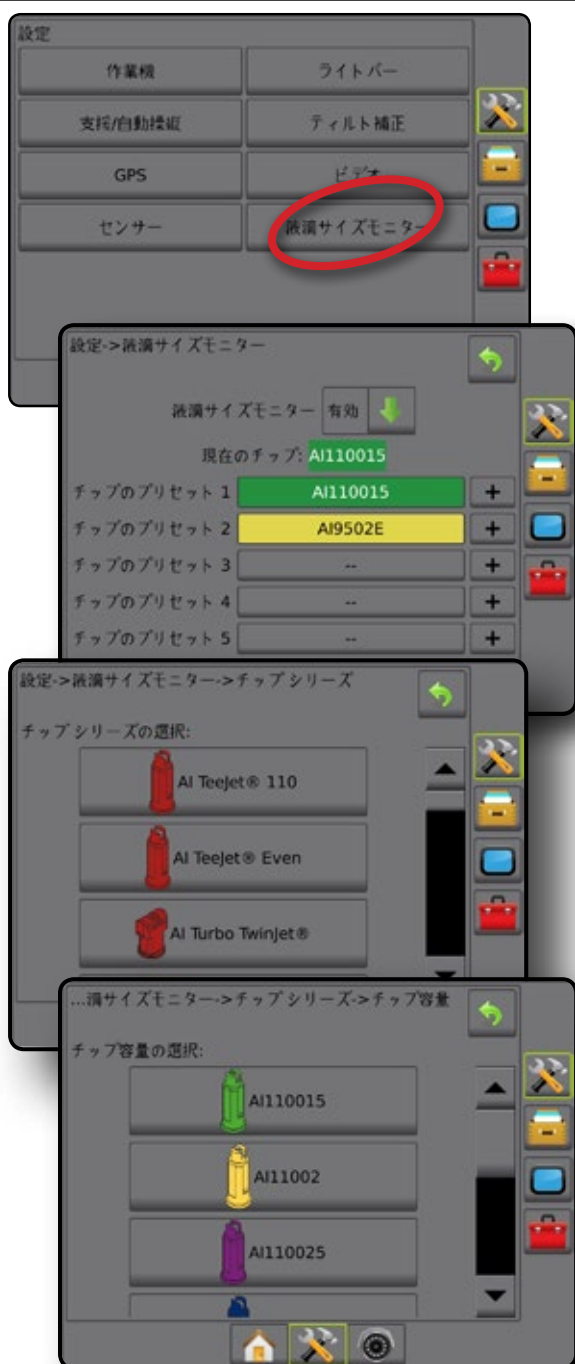 設定
作業機 ライトバー
支援/自動操縦 ティルト補正
GPS ビデオ
センサー 液滴サイズモニター
設定->液滴サイズモニター
液滴サイズモニター 有効
現在のチップ: AI110015
チップのプリセット 1 AI110015 +
チップのプリセット 2 AI9502E +
チップのプリセット 3 -- +
チップのプリセット 4 -- +
チップのプリセット 5 -- +
設定->液滴サイズモニター->チップ シリーズ
チップ シリーズの選択:
AI TeeJet® 110
AI TeeJet® Even
AI Turbo TwinJet®
...滴サイズモニター->チップ シリーズ->チップ容量
チップ容量の選択:
AI110015
AI11002
AI110025